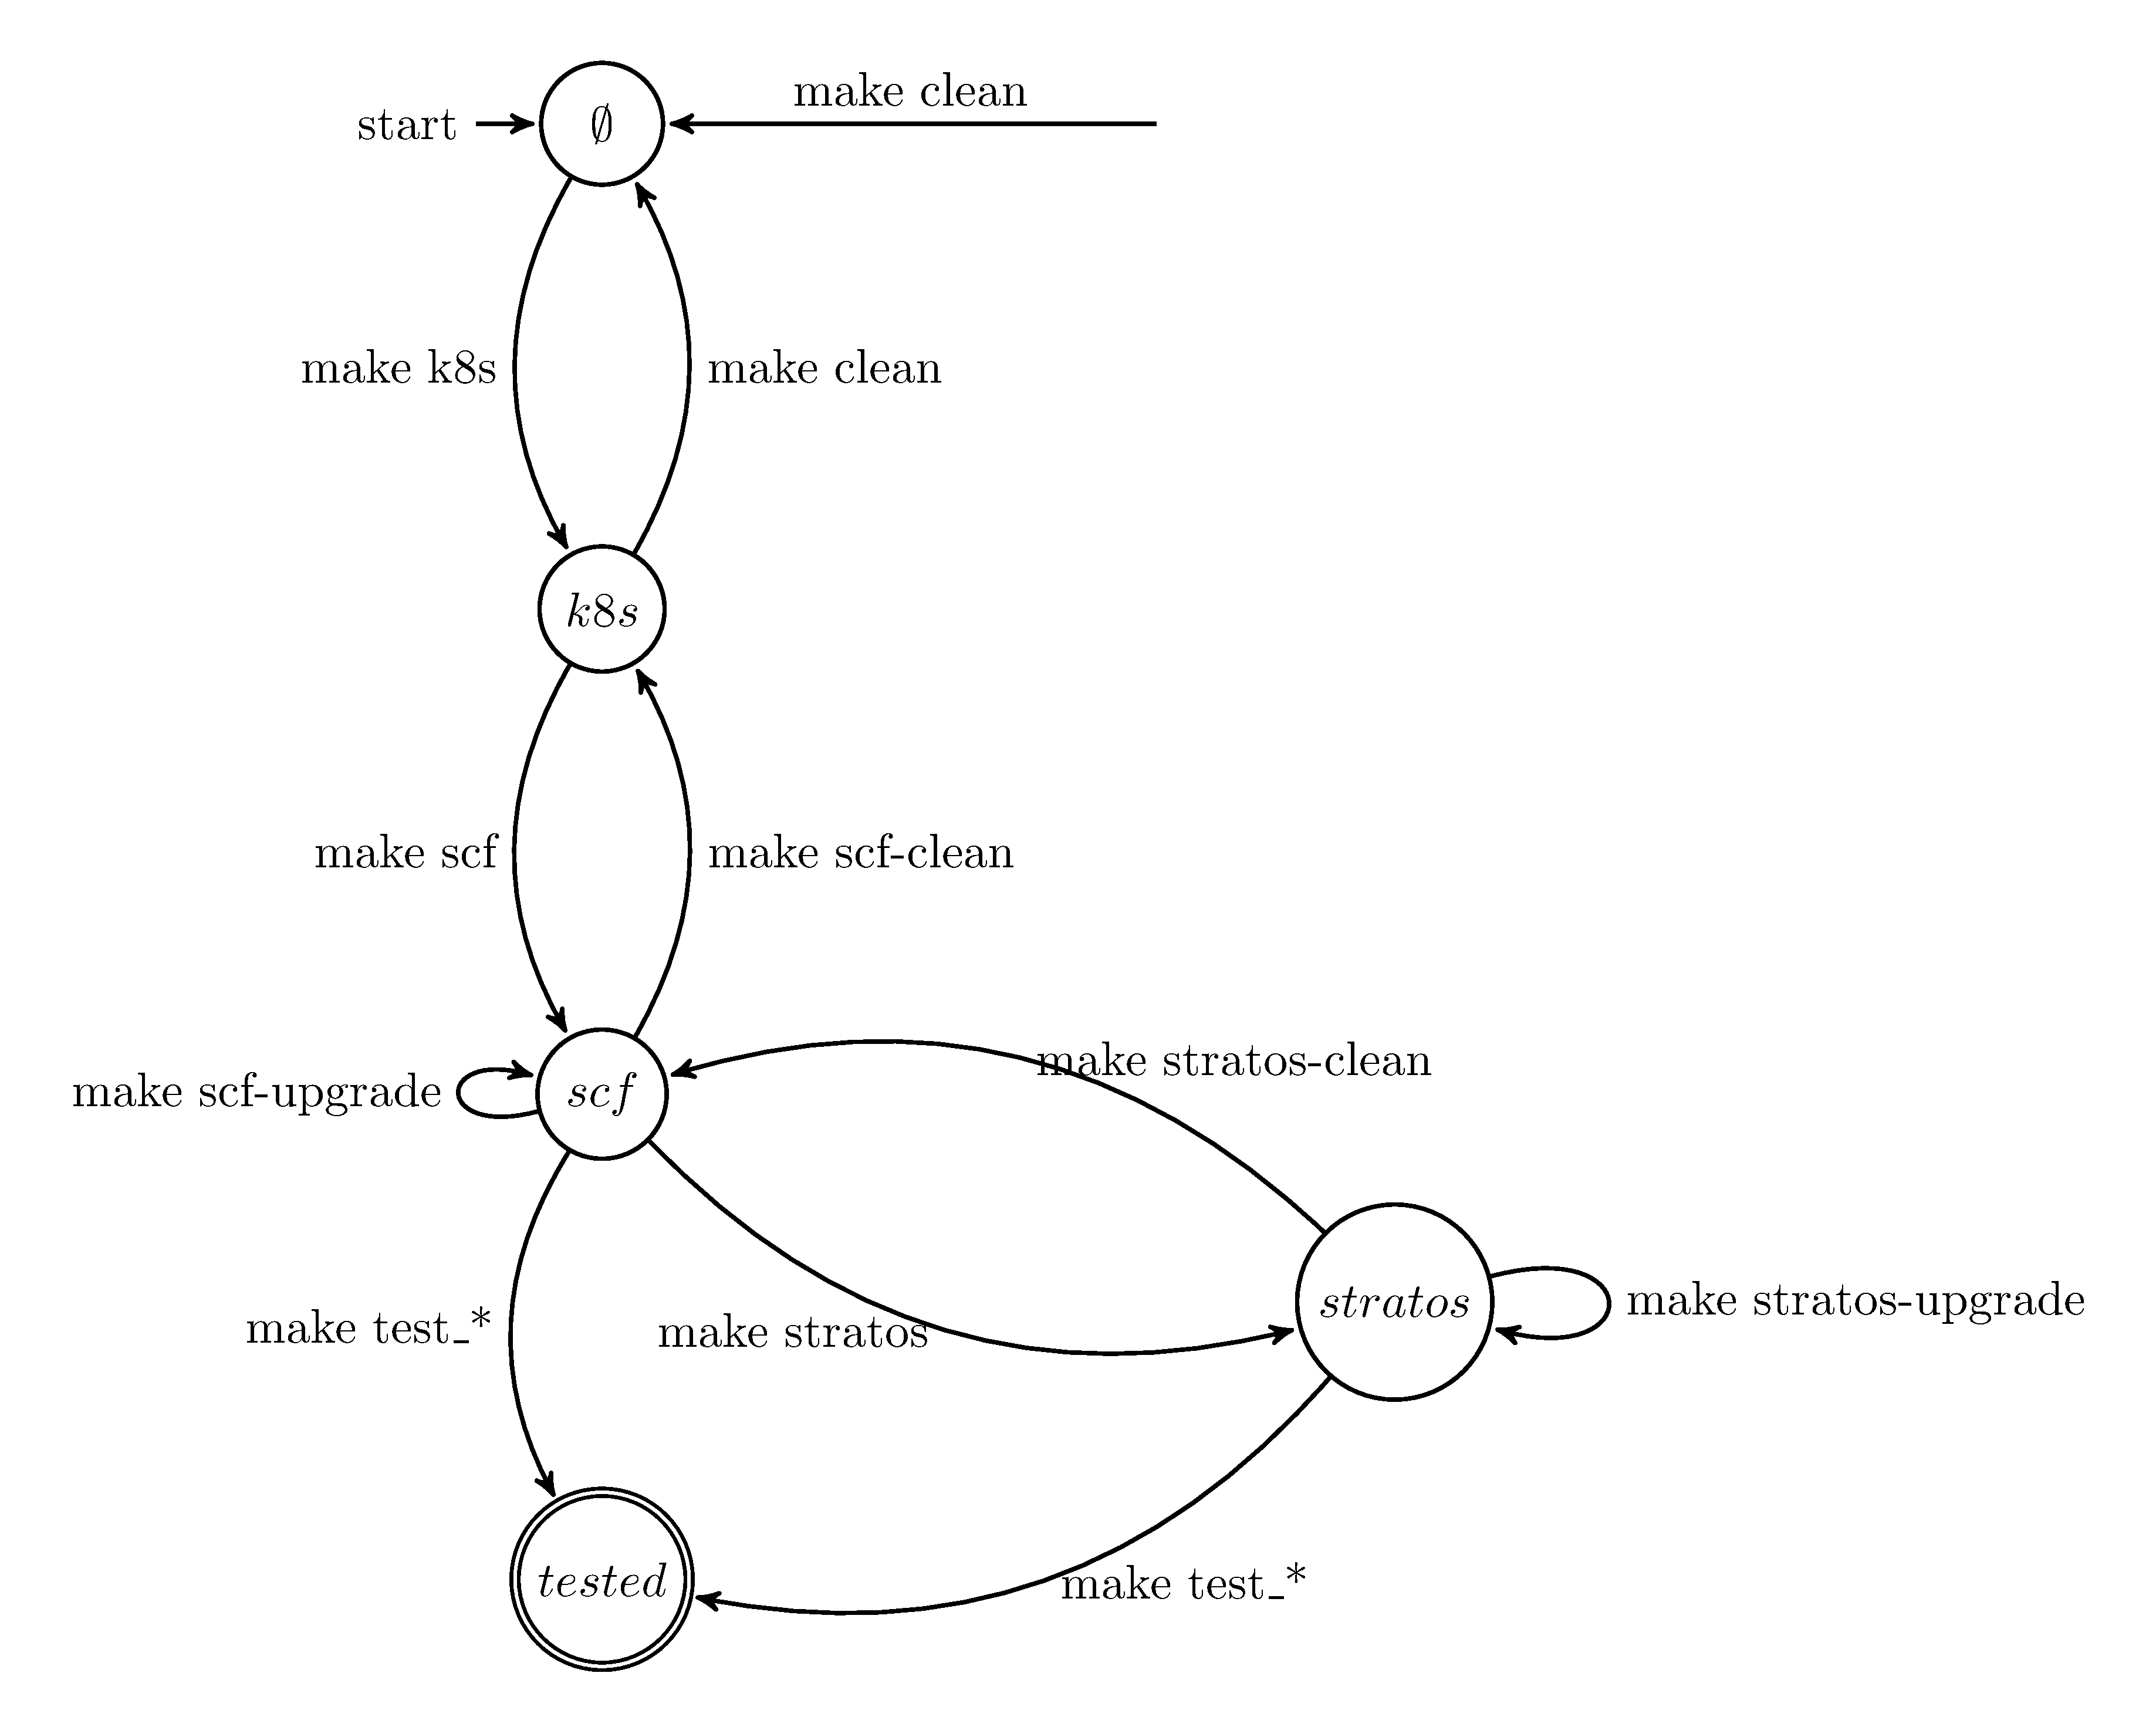 make clean
start
∅
make k8s
make clean
k8s
make scf
make scf-clean
make stratos-clean
make scf-upgrade
scf
stratos
make stratos-upgrade
make test_*
make stratos
tested
make test_*